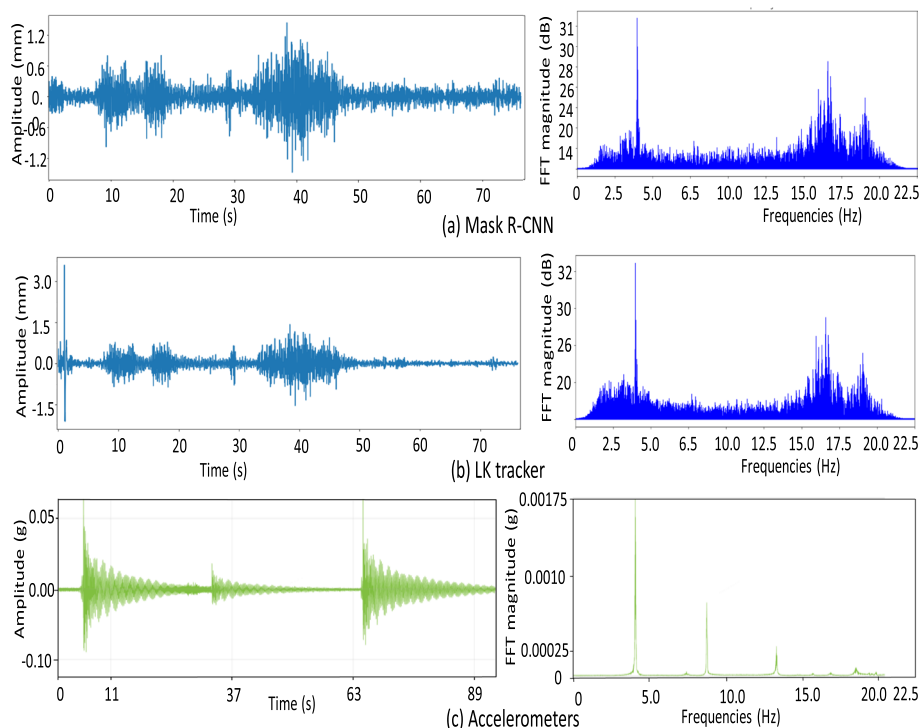 Amplitude (mm)
1.2
0.6
0.
-0.6
-1.2
0 10 20 30 40 50 60 70
Time (s)
FFT magnitude (dB)
31
31
28
26
24
20
14
0 2.5 4.0 7.5 10.0 12.5 15.0 17.5 20.0 22.5
Frequencies (Hz)
(a) Mask R-CNN
Amplitude (mm)
3.0
1.5
0.0
-1.5
0 10 20 30 40 50 60 70
Time (s)
FFT magnitude (dB)
32
30
26
20
0 2.5 4.0 5.0 6.5 10.0 12.5 15.0 17.5 20.0 22.5
Frequencies (Hz)
(b) LK tracker
Amplitude (g)
0.05
0.00
-0.10
0 11 37 63 89
Time (s)
FFT magnitude (g)
0.00175
0.0010
0.00025
0
0 5.0 10.0 15.0 20.0 22.5
Frequencies (Hz)
(c) Accelerometers